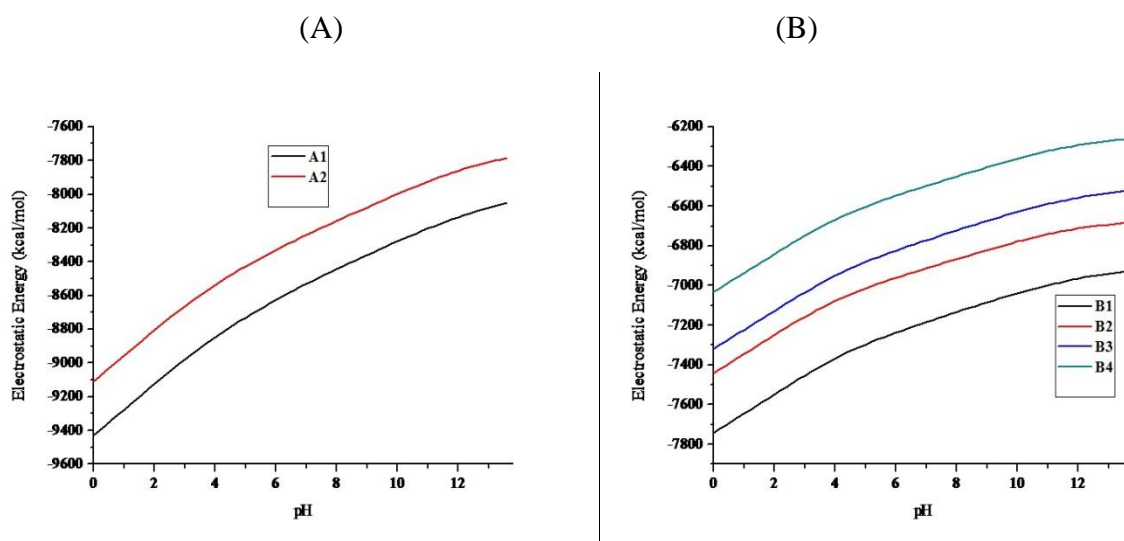 (A)
(B)
Electrostatic Energy (kcal/mol)
-7600
-7800
-8000
-8200
-8400
-8600
-8800
-9000
-9200
-9400
-9600
A1
A2
0 2 4 6 8 10 12
pH
Electrostatic Energy (kcal/mol)
-6200
-6400
-6600
-6800
-7000
-7200
-7400
-7600
-7800
B1
B2
B3
B4
0 2 4 6 8 10 12
pH